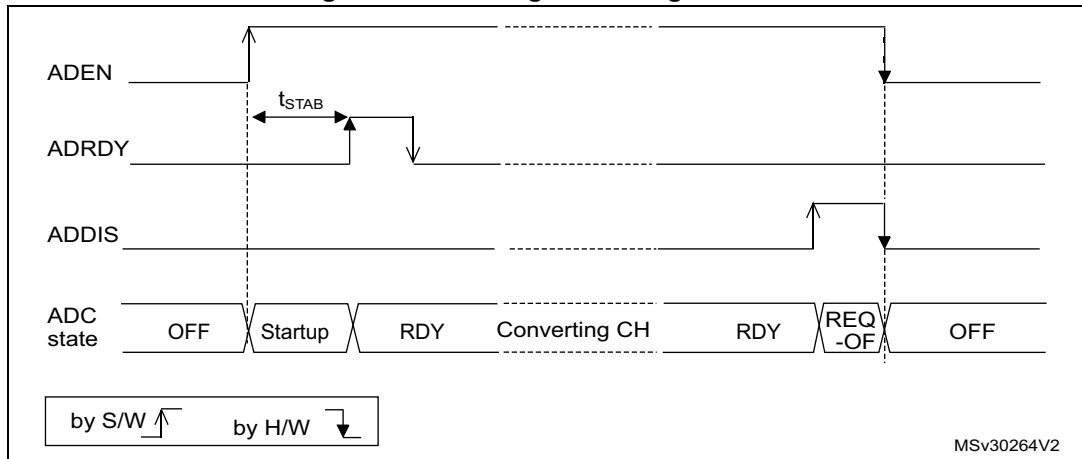 ADEN
tSTAB
ADRDY
ADDIS
ADC
state
OFF
Startup
RDY
Converting CH
RDY
REQ
-OF
OFF
by S/W
by H/W
MSv30264V2